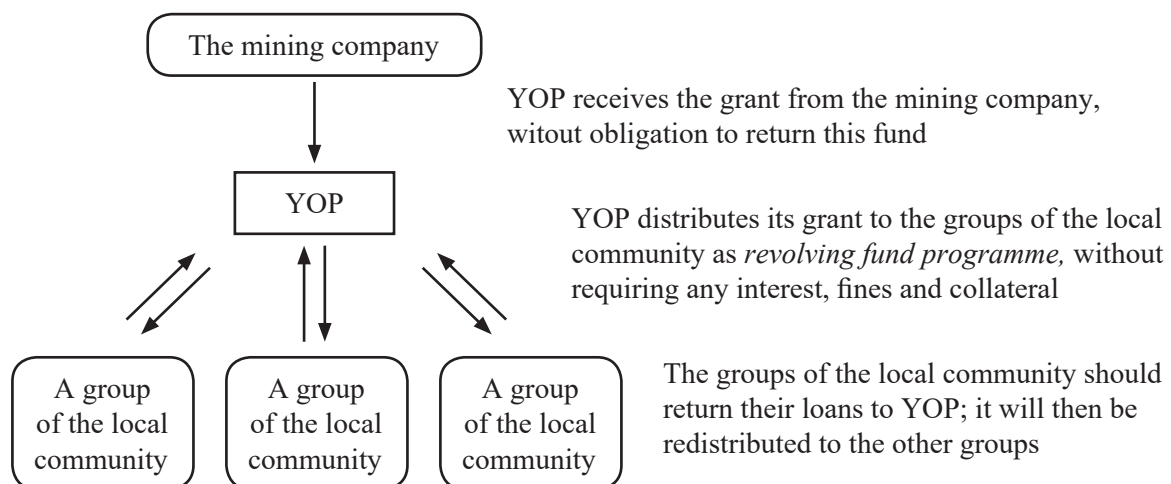 The mining company
YOP receives the grant from the mining company,
witout obligation to return this fund
YOP
YOP distributes its grant to the groups of the local
community as revolving fund programme, without
requiring any interest, fines and collateral
A group
of the local
community
A group
of the local
community
A group
of the local
community
The groups of the local community should
return their loans to YOP; it will then be
redistributed to the other groups